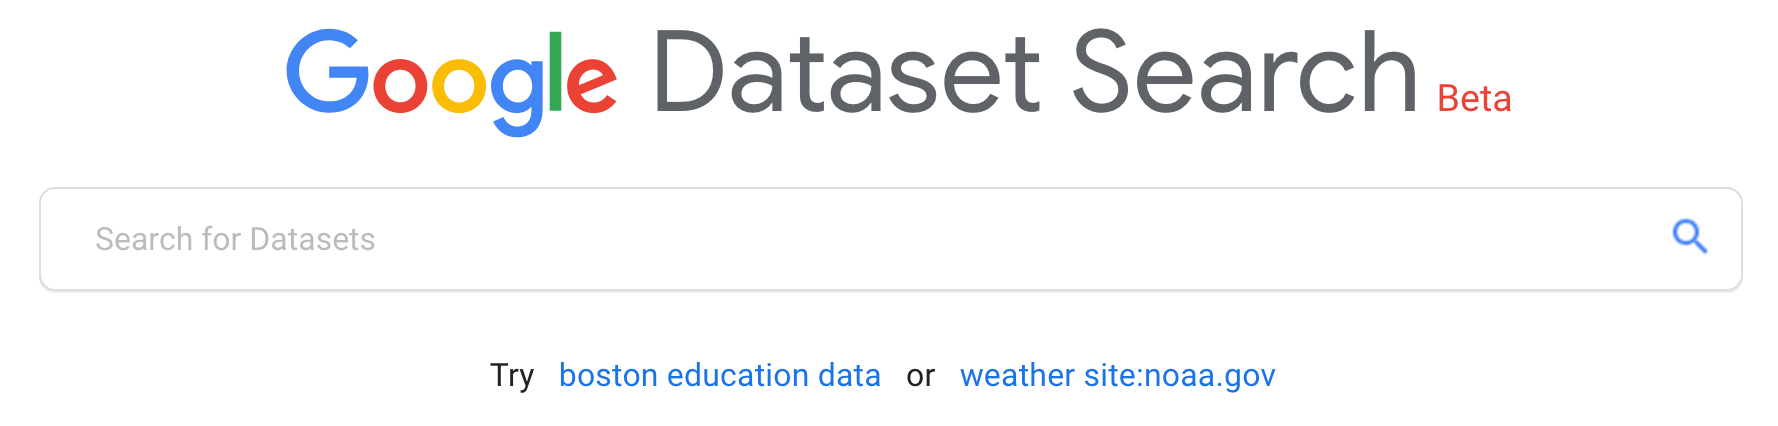 Google Dataset Search Beta
Search for Datasets
Try boston education data or weather site:noaa.gov